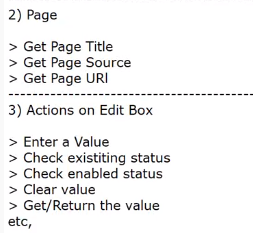 2) Page
> Get Page Title
> Get Page Source
> Get Page URl
--------------------------------------------------
3) Actions on Edit Box
> Enter a Value
> Check existiting status
> Check enabled status
> Clear value
> Get/Return the value
etc,